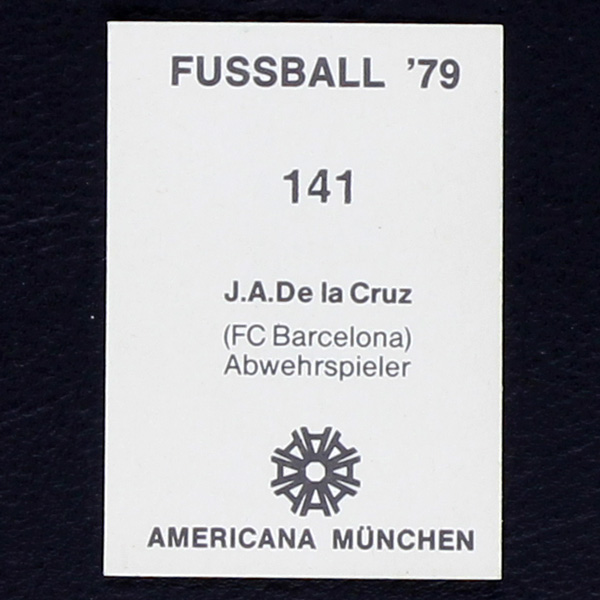 FUSSBALL '79
141
J.A.De la Cruz
(FC Barcelona)
Abwehrspieler
AMERICANA MÜNCHEN